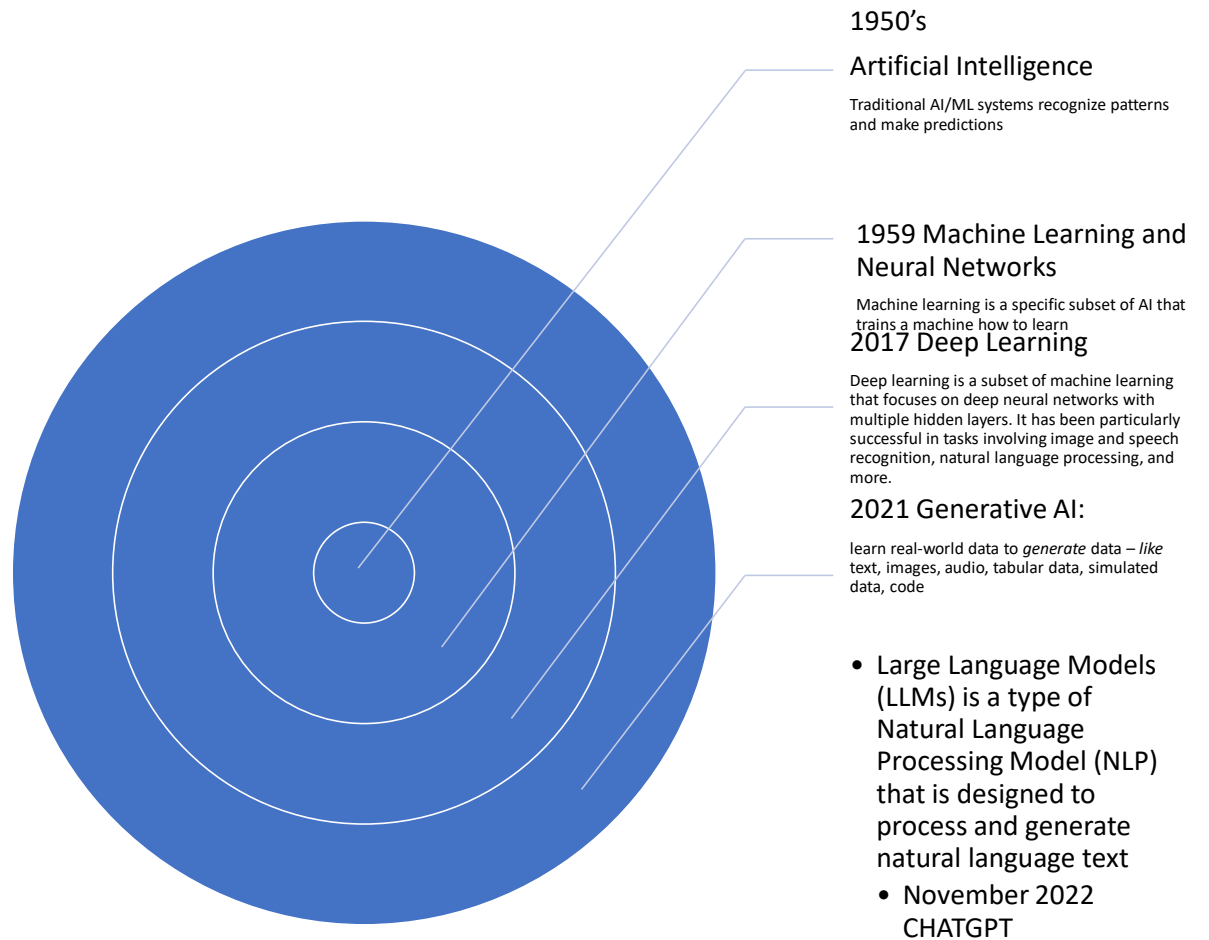 1950’s
Artificial Intelligence
Traditional AI/ML systems recognize patterns
and make predictions
1959 Machine Learning and
Neural Networks
Machine learning is a specific subset of AI that
trains a machine how to learn
2017 Deep Learning
Deep learning is a subset of machine learning
that focuses on deep neural networks with
multiple hidden layers. It has been particularly
successful in tasks involving image and speech
recognition, natural language processing, and
more.
2021 Generative AI:
learn real-world data to generate data – like
text, images, audio, tabular data, simulated
data, code
• Large Language Models
(LLMs) is a type of
Natural Language
Processing Model (NLP)
that is designed to
process and generate
natural language text
• November 2022
CHATGPT